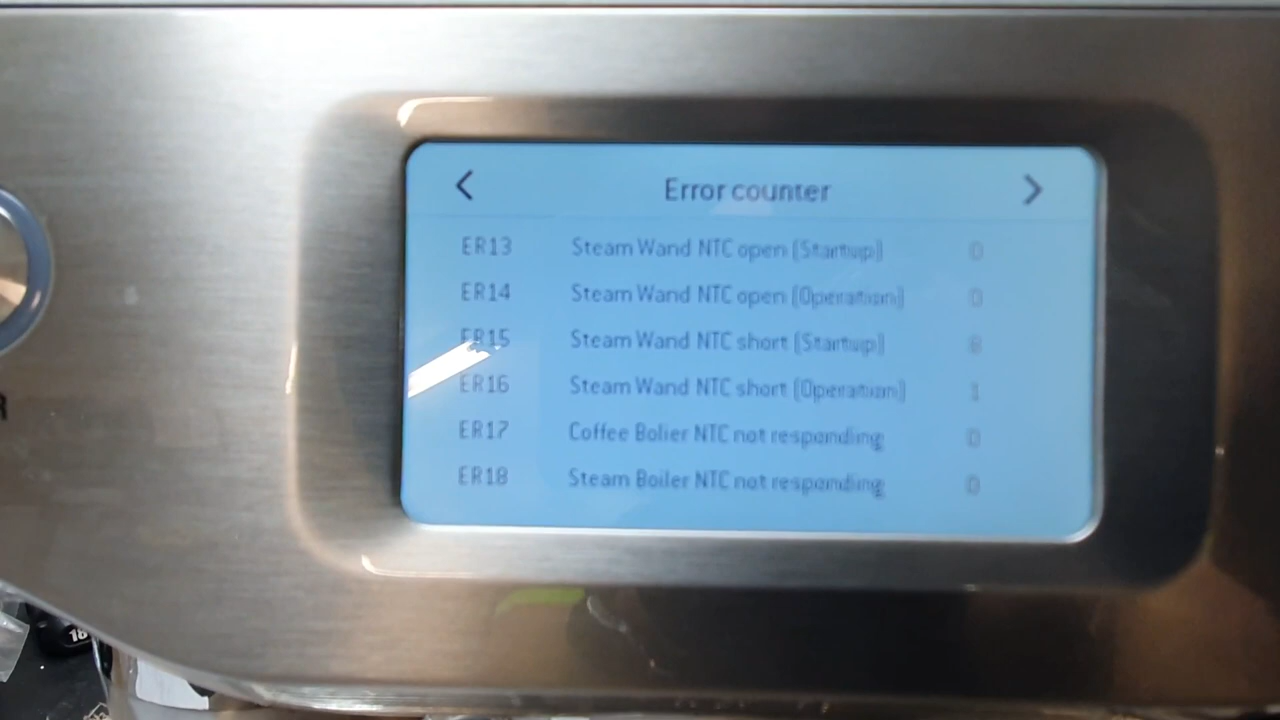 Error counter
ER13 Steam Wand NTC open (Startup) 0
ER14 Steam Wand NTC open (Operation) 0
ER15 Steam Wand NTC short (Startup)
ER16 Steam Wand NTC short (Operation) 1
ER17 Coffee Bolier NTC not responding 0
ER18 Steam Boiler NTC not responding 0
R
18